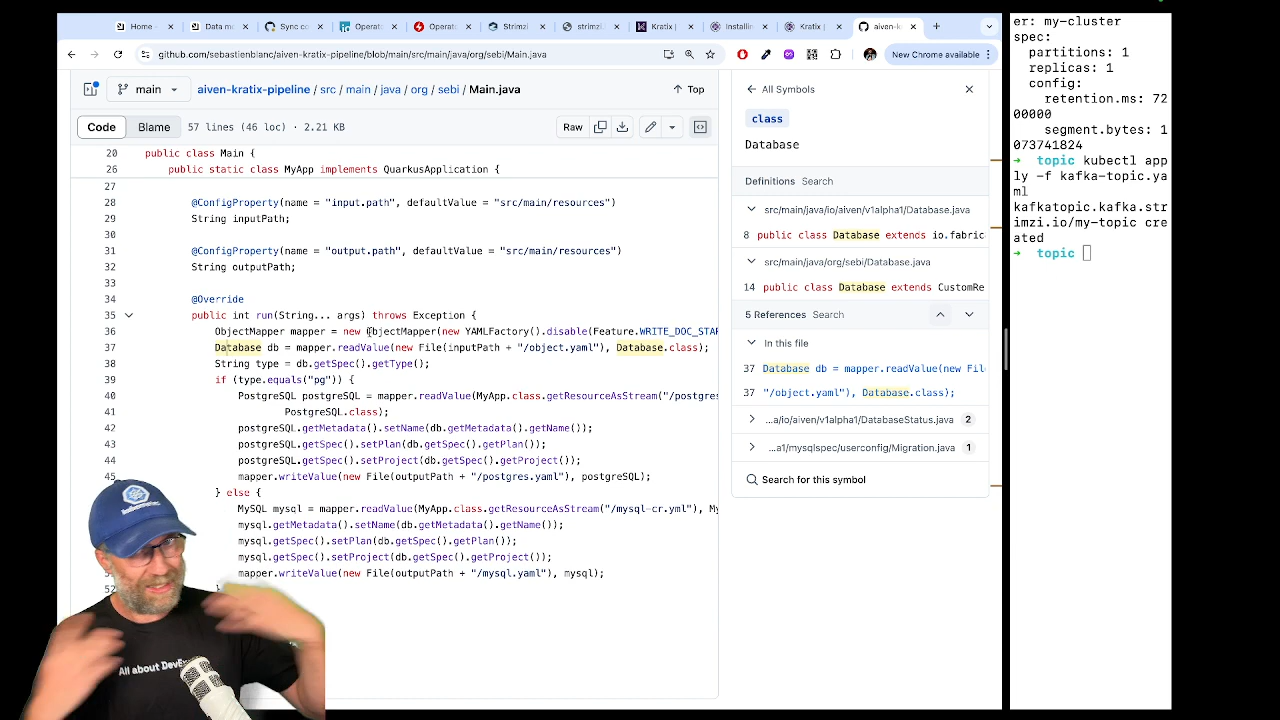 Home -
Data mo
Sync co
Operato
Operato
Strimzi
strimzi.
Kratix |
Installin
Kratix |
aiven-k
github.com/sebastienblanc/aiven-kratix-pipeline/blob/main/src/main/java/org/sebi/Main.java
New Chrome available
main
aiven-kratix-pipeline / src / main / java / org / sebi / Main.java
Top
Code
Blame
57 lines (46 loc) · 2.21 KB
Raw
20 public class Main {
26 public static class MyApp implements QuarkusApplication {
27
28 @ConfigProperty(name = "input.path", defaultValue = "src/main/resources")
29 String inputPath;
30
31 @ConfigProperty(name = "output.path", defaultValue = "src/main/resources")
32 String outputPath;
33
34 @Override
35 public int run(String... args) throws Exception {
36 ObjectMapper mapper = new ObjectMapper(new YAMLFactory().disable(Feature.WRITE_DOC_STAR
37 Database db = mapper.readValue(new File(inputPath + "/object.yaml"), Database.class);
38 String type = db.getSpec().getType();
39 if (type.equals("pg")) {
40 PostgreSQL postgreSQL = mapper.readValue(MyApp.class.getResourceAsStream("/postgres
41 PostgreSQL.class);
42 postgreSQL.getMetadata().setName(db.getMetadata().getName());
43 postgreSQL.getSpec().setPlan(db.getSpec().getPlan());
44 postgreSQL.getSpec().setProject(db.getSpec().getProject());
45 mapper.writeValue(new File(outputPath + "/postgres.yaml"), postgreSQL);
} else {
MySQL mysql = mapper.readValue(MyApp.class.getResourceAsStream("/mysql-cr.yml"), My
mysql.getMetadata().setName(db.getMetadata().getName());
mysql.getSpec().setPlan(db.getSpec().getPlan());
mysql.getSpec().setProject(db.getSpec().getProject());
mapper.writeValue(new File(outputPath + "/mysql.yaml"), mysql);
52 }
All Symbols
class
Database
Definitions Search
src/main/java/io/aiven/v1alpha1/Database.java
8 public class Database extends io.fabric
src/main/java/org/sebi/Database.java
14 public class Database extends CustomRe
5 References Search
In this file
37 Database db = mapper.readValue(new File
37 "/object.yaml"), Database.class);
...a/io/aiven/v1alpha1/DatabaseStatus.java 2
...a1/mysqlspec/userconfig/Migration.java 1
Search for this symbol
er: my-cluster
spec:
partitions: 1
replicas: 1
config:
retention.ms: 72
00000
segment.bytes: 1
073741824
→ topic kubectl app
ly -f kafka-topic.ya
ml
kafkatopic.kafka.str
imzi.io/my-topic cre
ated
→ topic
All about DevEx